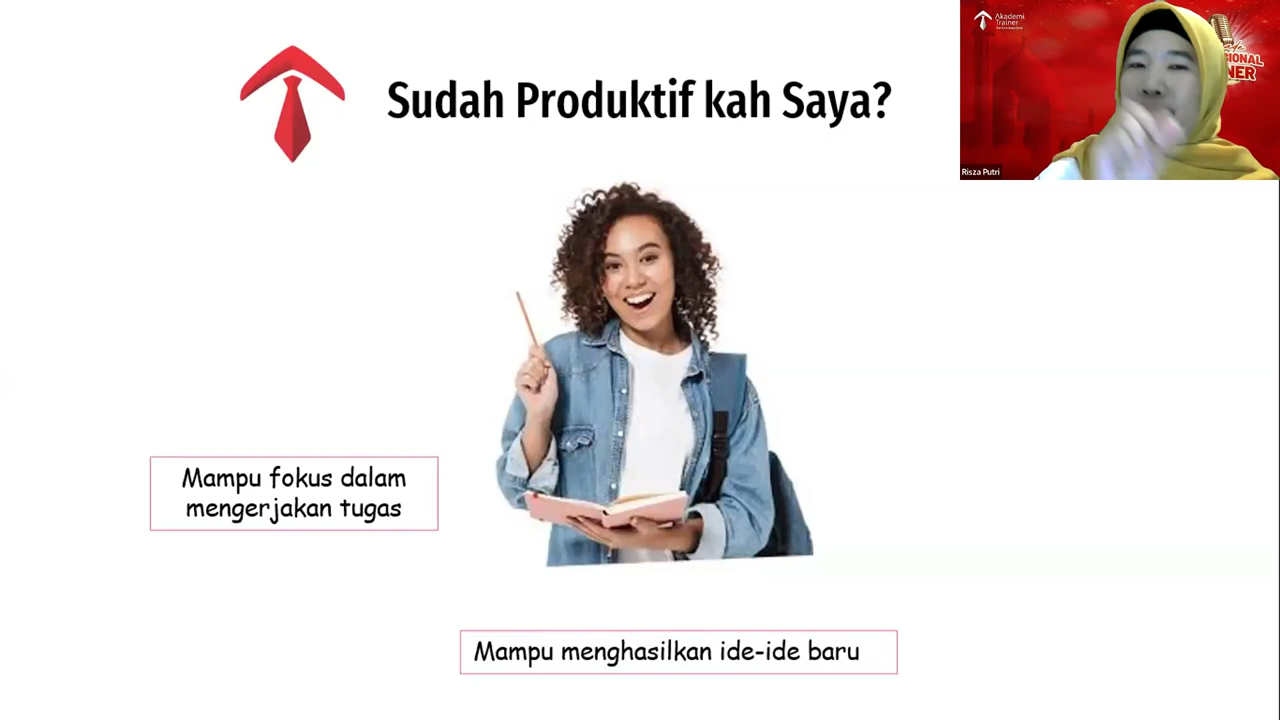 Sudah Produktif kah Saya?
Akademi
Trainer
SIONAL
NER
Risza Putri
Mampu fokus dalam
mengerjakan tugas
Mampu menghasilkan ide-ide baru